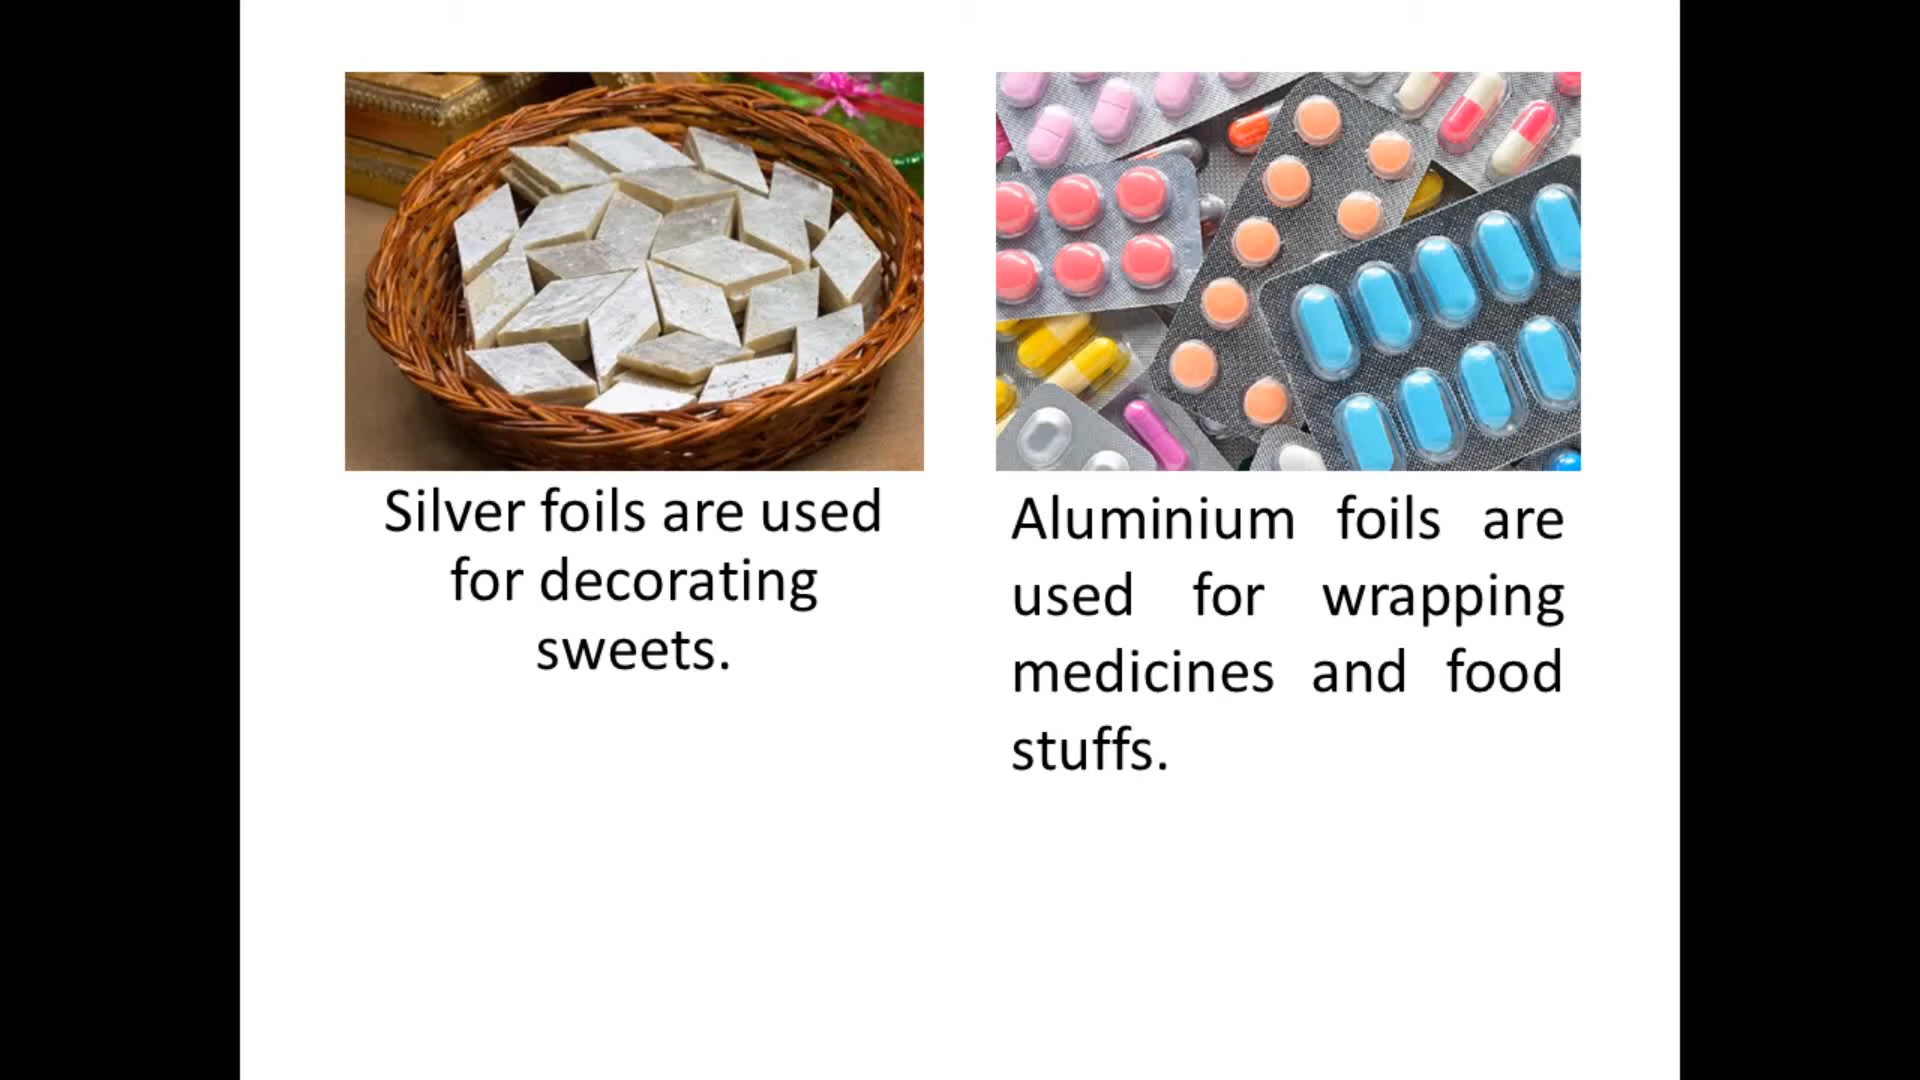 Silver foils are used
for decorating
sweets.
Aluminium foils are
used for wrapping
medicines and food
stuffs.